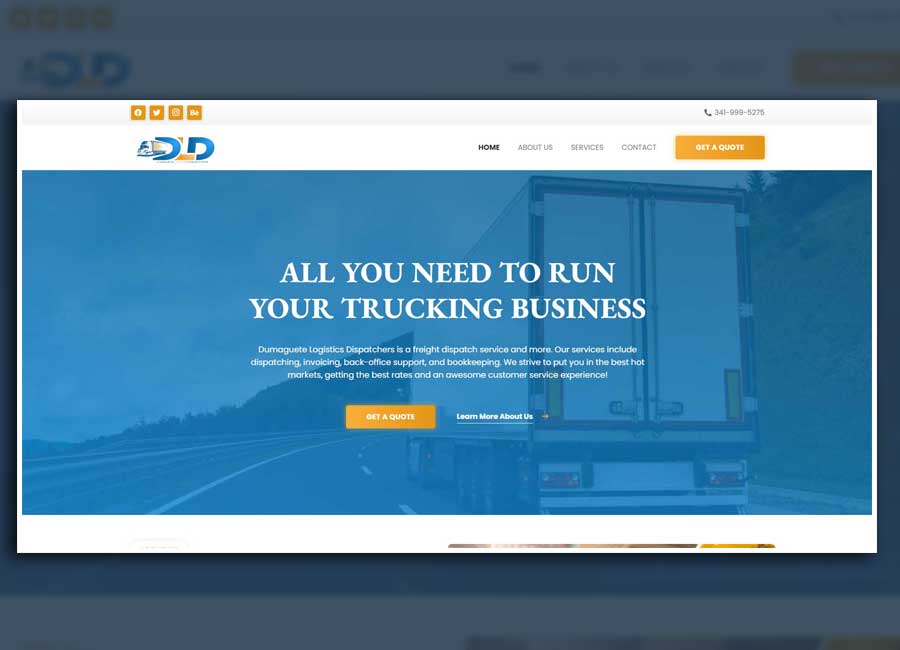 341-999-5275
DLD
HOME ABOUT US SERVICES CONTACT GET A QUOTE
ALL YOU NEED TO RUN
YOUR TRUCKING BUSINESS
Dumaguete Logistics Dispatchers is a freight dispatch service and more. Our services include
dispatching, invoicing, back-office support, and bookkeeping. We strive to put you in the best hot
markets, getting the best rates and an awesome customer service experience!
GET A QUOTE Learn More About Us